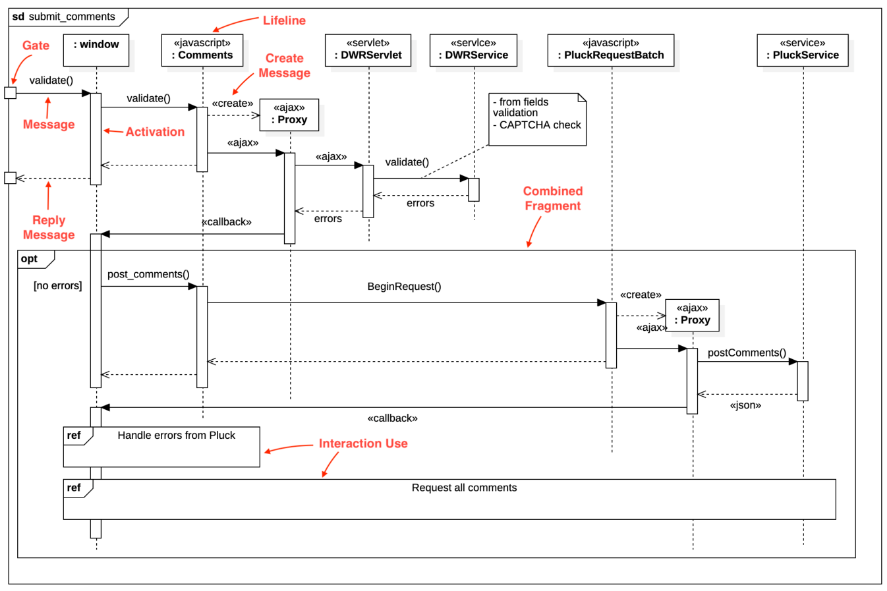 sd submit_comments
Lifeline
Gate
: window
«javascript»
: Comments
Create
Message
«servlet»
: DWRServlet
«servlce»
: DWRService
«javascript»
: PluckRequestBatch
«service»
: PluckService
validate()
validate()
«create»
«ajax»
: Proxy
- from fields
validation
- CAPTCHA check
Message
Activation
«ajax»
«ajax»
validate()
errors
errors
Reply
Message
«callback»
Combined
Fragment
opt
[no errors]
post_comments()
BeginRequest()
«create»
«ajax»
: Proxy
«ajax»
postComments()
«json»
«callback»
ref
Handle errors from Pluck
Interaction Use
ref
Request all comments